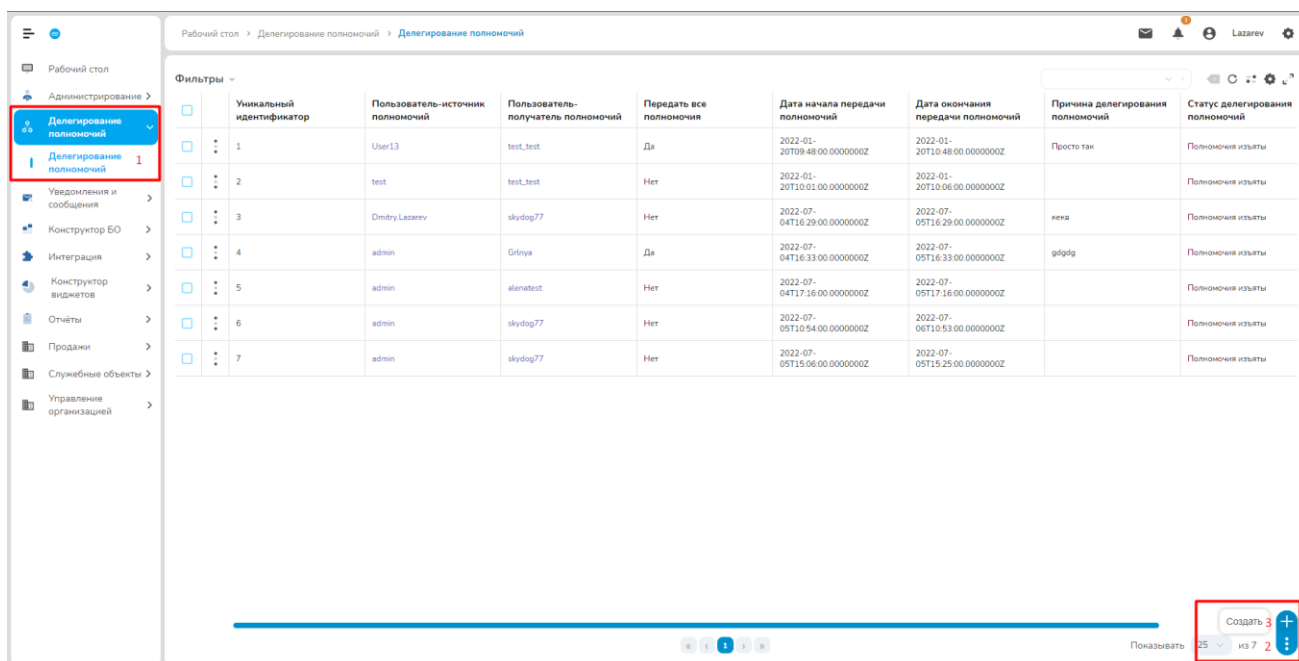 Рабочий стол > Делегирование полномочий > Делегирование полномочий
3
Lazarev
Рабочий стол
Администрирование
Делегирование
полномочий
Делегирование
полномочий
1
Уведомления и
сообщения
Конструктор БО
Интеграция
Конструктор
виджетов
Отчёты
Продажи
Служебные объекты
Управление
организацией
Фильтры
Уникальный
идентификатор
Пользователь-источник
полномочий
Пользователь-
получатель полномочий
Передать все
полномочия
Дата начала передачи
полномочий
Дата окончания
передачи полномочий
Причина делегирования
полномочий
Статус делегирования
полномочий
1 User13 test_test Да 2022-01-20T09:48:00.0000000Z 2022-01-20T10:48:00.0000000Z Просто так Полномочия изъяты
2 test test_test Нет 2022-01-20T10:01:00.0000000Z 2022-01-20T10:06:00.0000000Z Полномочия изъяты
3 Dmitry.Lazarev skydog77 Нет 2022-07-04T16:29:00.0000000Z 2022-07-05T16:29:00.0000000Z кека Полномочия изъяты
4 admin GrInya Да 2022-07-04T16:33:00.0000000Z 2022-07-05T16:33:00.0000000Z gdgdg Полномочия изъяты
5 admin alenatest Нет 2022-07-04T17:16:00.0000000Z 2022-07-05T17:16:00.0000000Z Полномочия изъяты
6 admin skydog77 Нет 2022-07-05T10:54:00.0000000Z 2022-07-06T10:53:00.0000000Z Полномочия изъяты
7 admin skydog77 Нет 2022-07-05T15:06:00.0000000Z 2022-07-05T15:25:00.0000000Z Полномочия изъяты
Создать 3
« ‹ 1 › »
Показывать 25 из 7 2